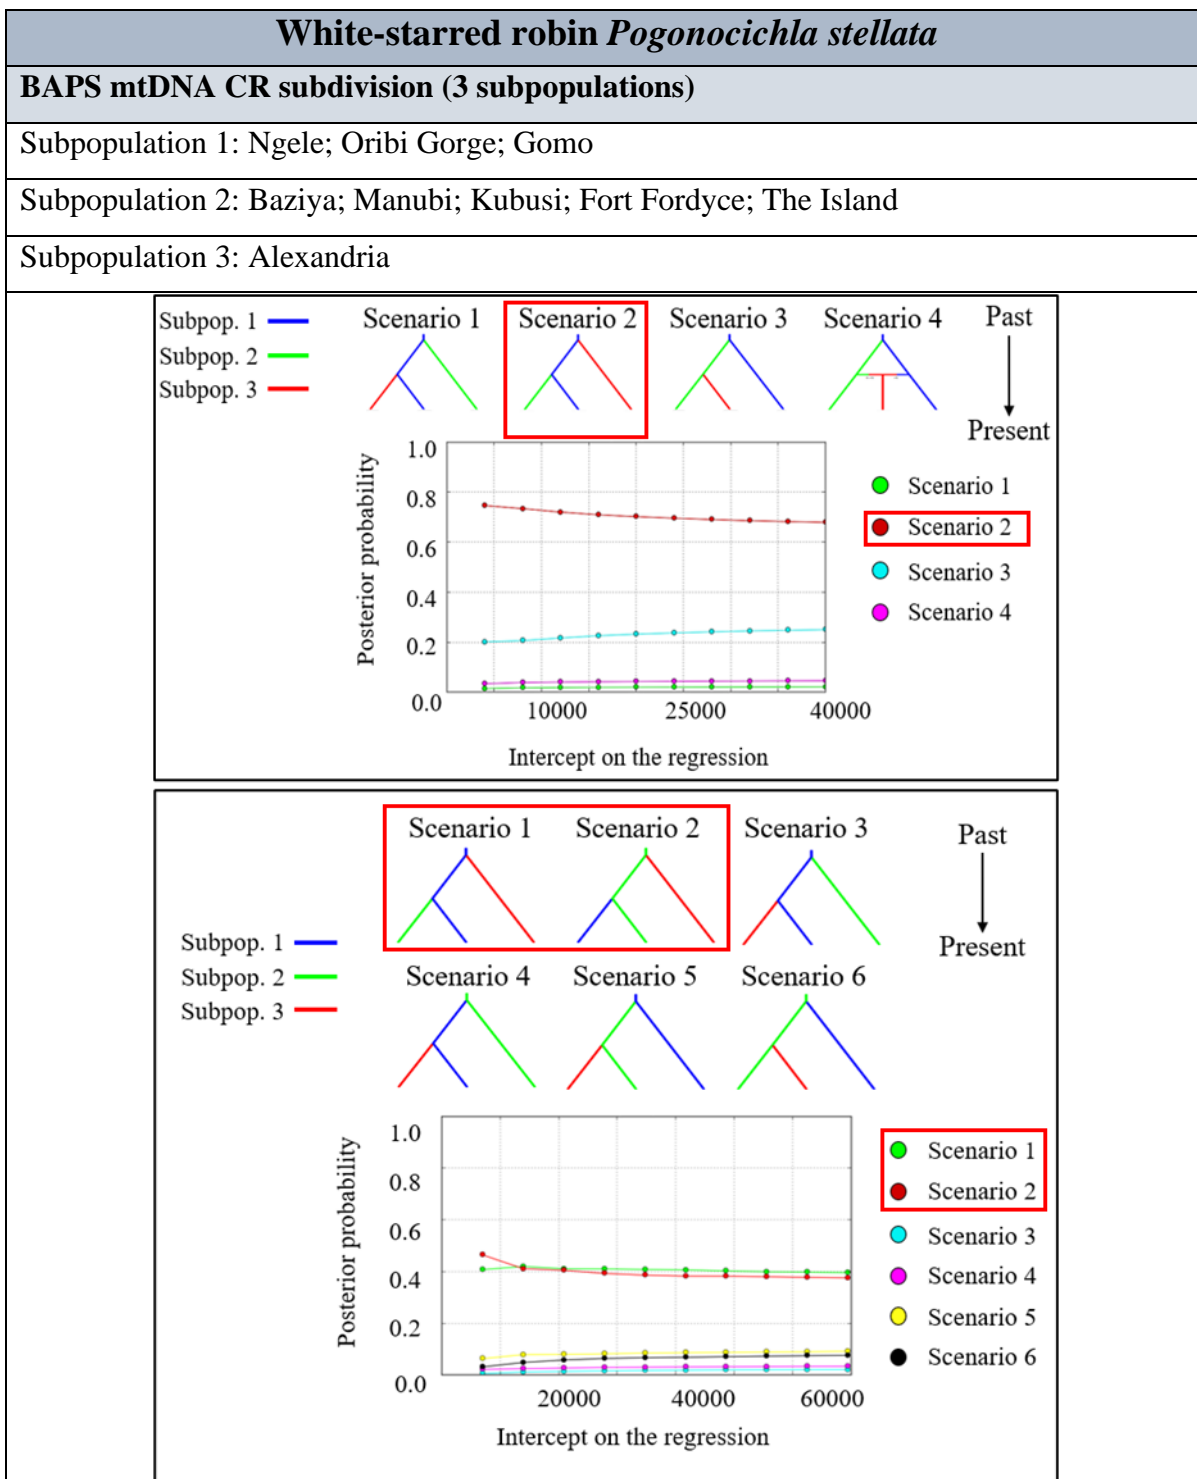 White-starred robin Pogonocichla stellata
BAPS mtDNA CR subdivision (3 subpopulations)
Subpopulation 1: Ngele; Oribi Gorge; Gomo
Subpopulation 2: Baziya; Manubi; Kubusi; Fort Fordyce; The Island
Subpopulation 3: Alexandria
Subpop. 1
Subpop. 2
Subpop. 3
Scenario 1 Scenario 2 Scenario 3 Scenario 4
Past
Present
Posterior probability
1.0
0.8
0.6
0.4
0.2
0.0
10000 25000 40000
Intercept on the regression
Scenario 1
Scenario 2
Scenario 3
Scenario 4
Scenario 1 Scenario 2 Scenario 3
Past
Present
Subpop. 1
Subpop. 2
Subpop. 3
Scenario 4 Scenario 5 Scenario 6
Posterior probability
1.0
0.8
0.6
0.4
0.2
0.0
20000 40000 60000
Intercept on the regression
Scenario 1
Scenario 2
Scenario 3
Scenario 4
Scenario 5
Scenario 6